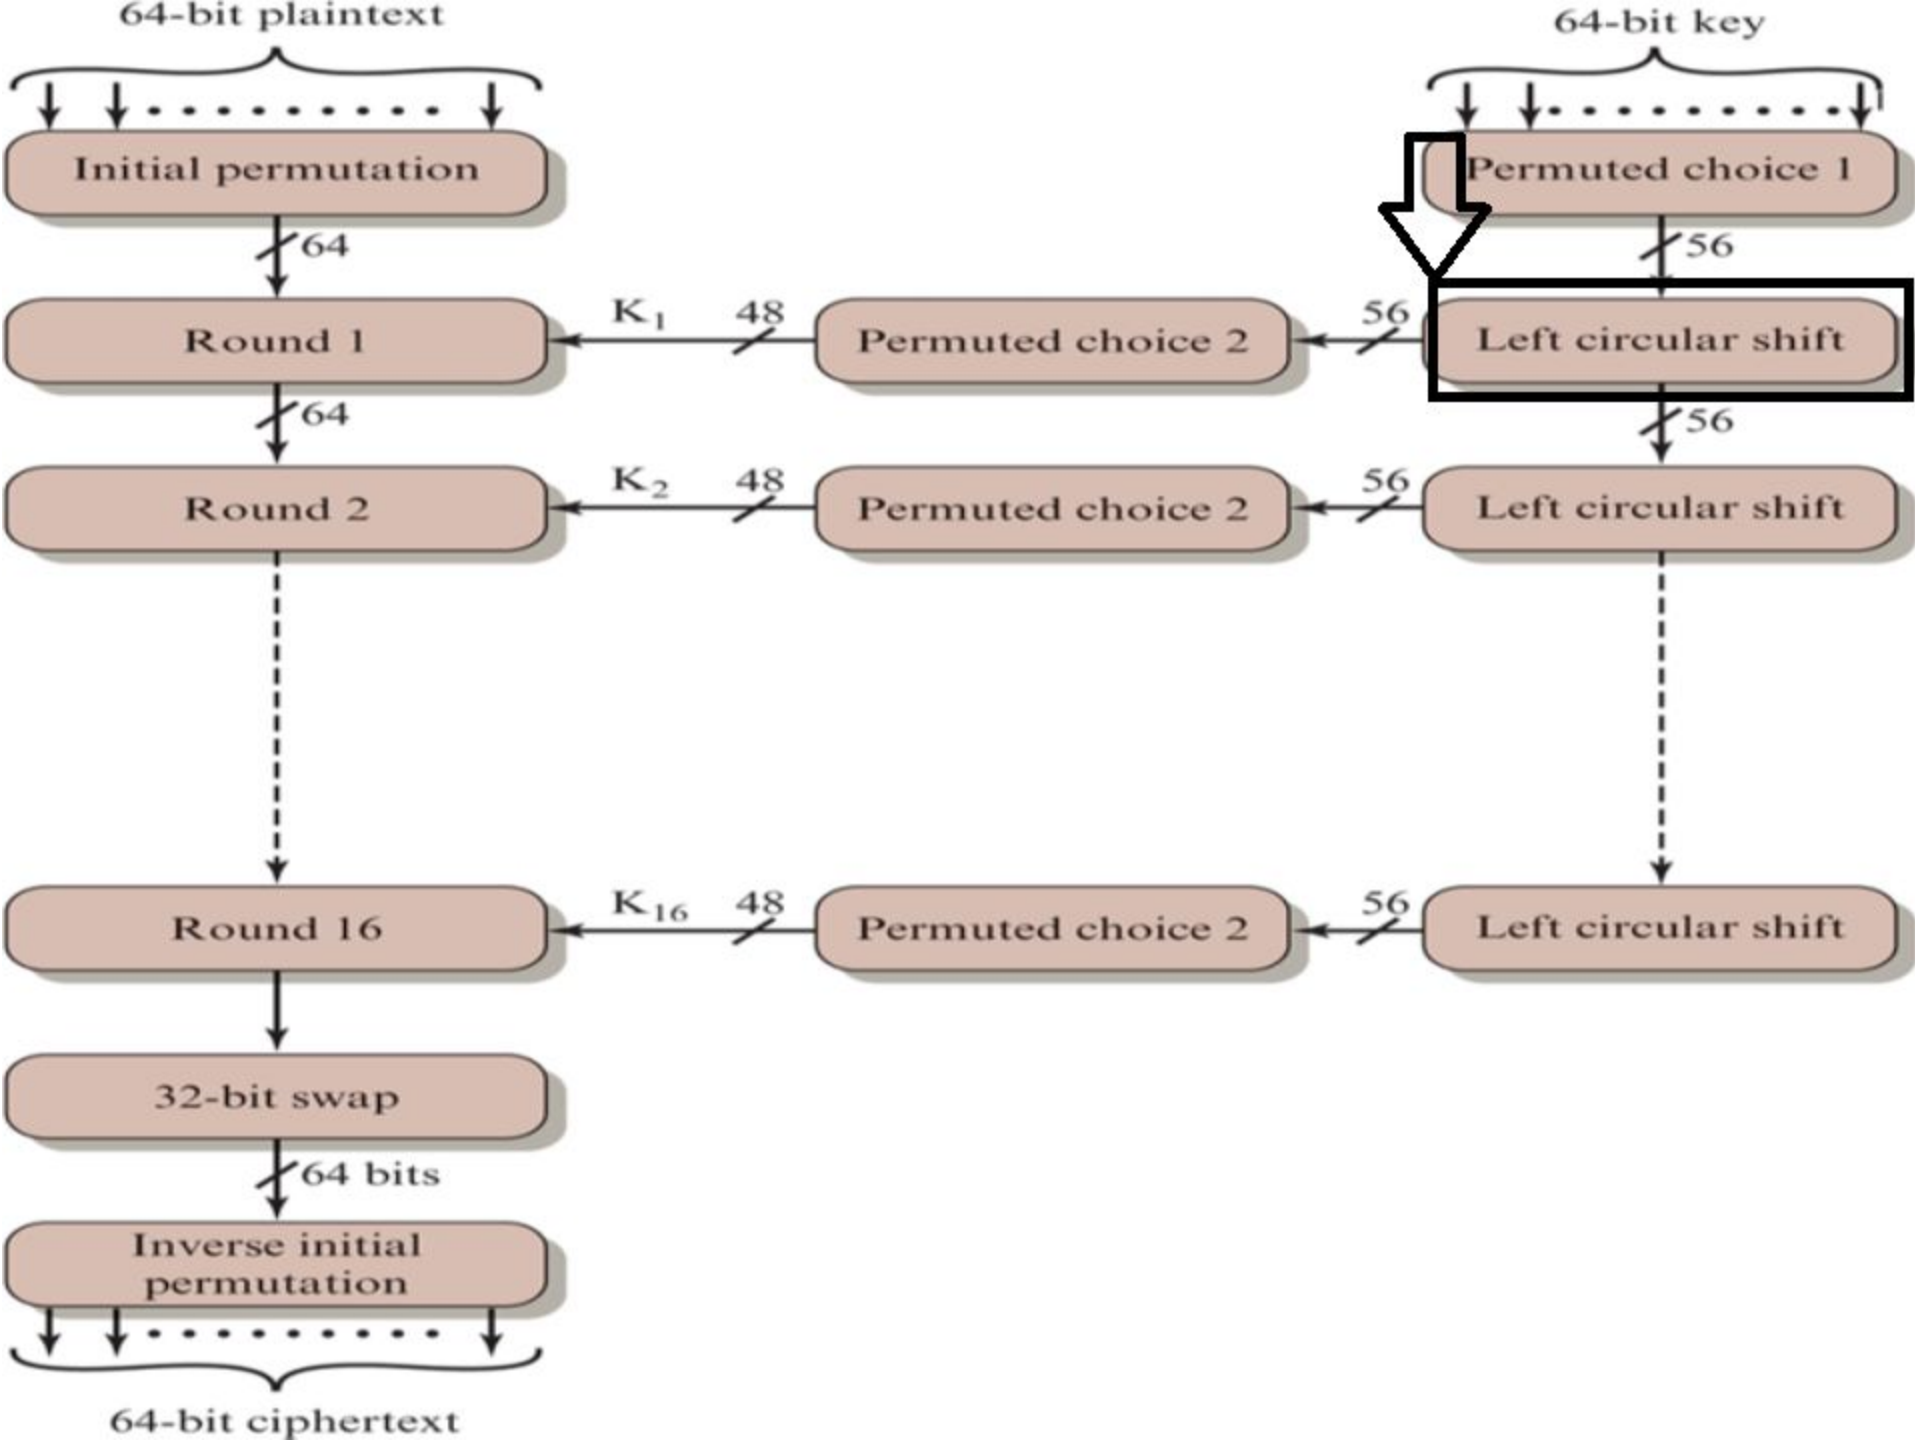 64-bit plaintext
64-bit key
Initial permutation
Permuted choice 1
64
56
Round 1
K1
48
Permuted choice 2
56
Left circular shift
64
56
Round 2
K2
48
Permuted choice 2
56
Left circular shift
Round 16
K16
48
Permuted choice 2
56
Left circular shift
32-bit swap
64 bits
Inverse initial
permutation
64-bit ciphertext